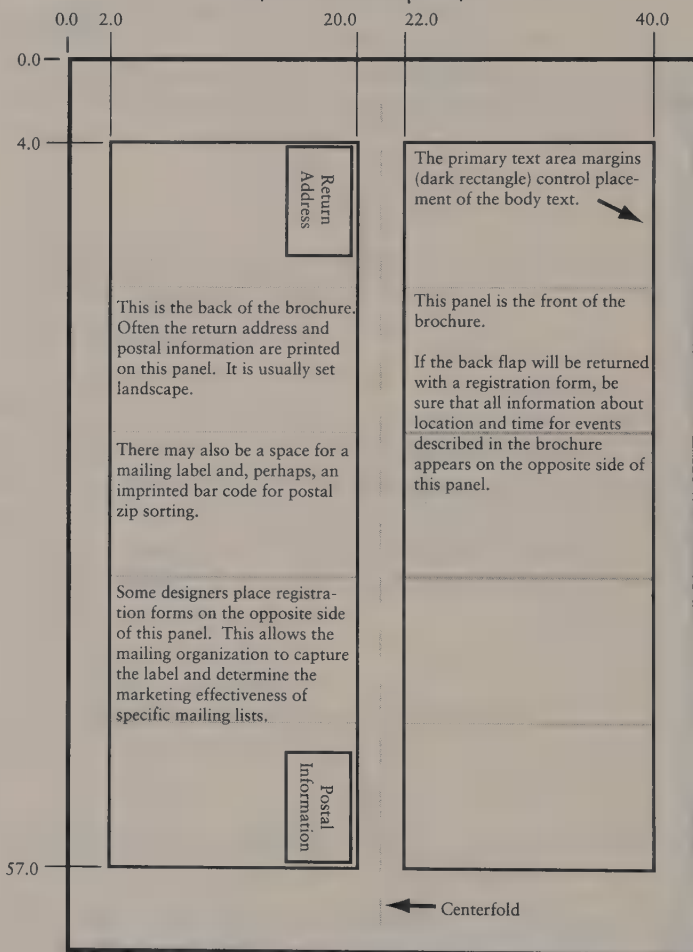 0.0 2.0 20.0 22.0 40.0
0.0
4.0
Return
Address
This is the back of the brochure.
Often the return address and
postal information are printed
on this panel. It is usually set
landscape.
There may also be a space for a
mailing label and, perhaps, an
imprinted bar code for postal
zip sorting.
Some designers place registra-
tion forms on the opposite side
of this panel. This allows the
mailing organization to capture
the label and determine the
marketing effectiveness of
specific mailing lists.
Postal
Information
57.0
The primary text area margins
(dark rectangle) control place-
ment of the body text.
This panel is the front of the
brochure.
If the back flap will be returned
with a registration form, be
sure that all information about
location and time for events
described in the brochure
appears on the opposite side of
this panel.
Centerfold